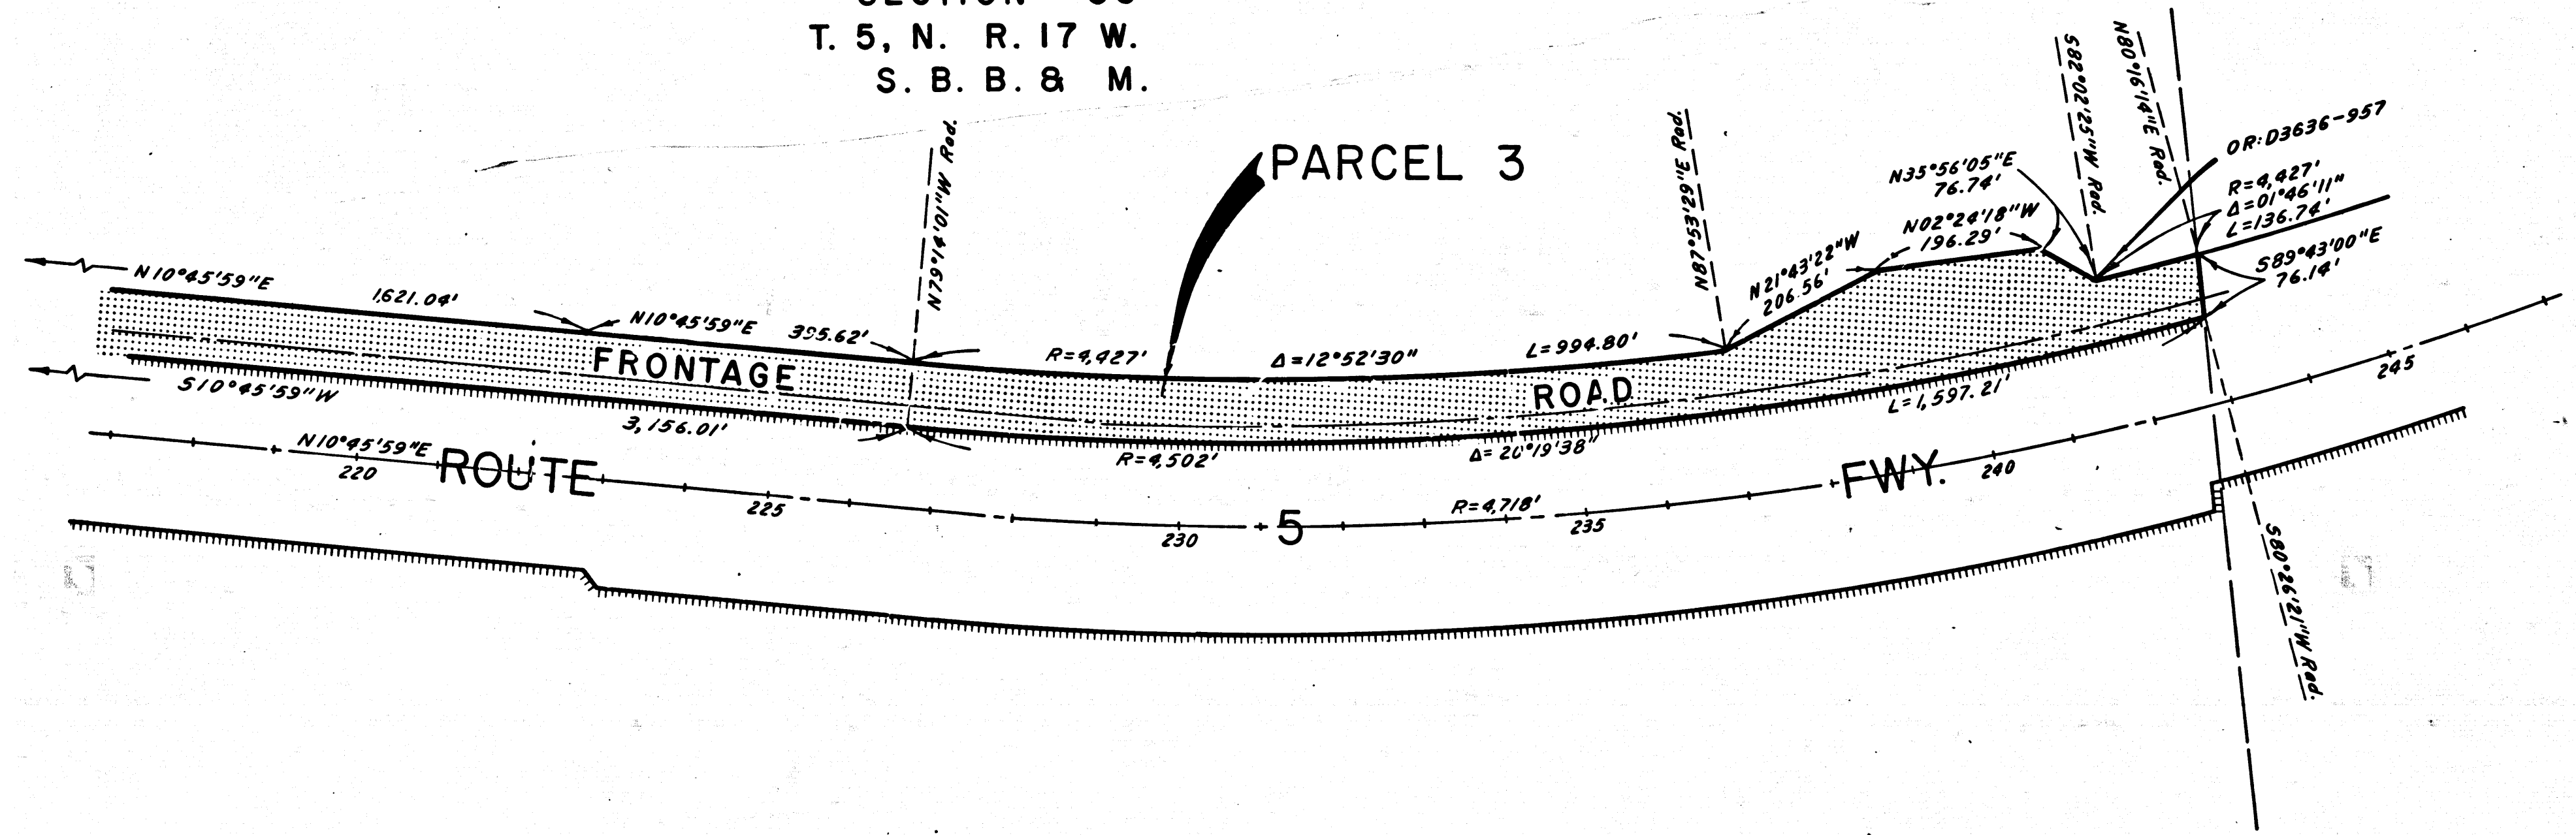 T. 5, N. R. 17 W.
S. B. B. & M.
PARCEL 3
N79°14'01"W Rad.
N87°53'29"E Rad.
S82°02'25"W Rad.
N80°16'14"E Rad.
OR:D3636-957
R=4,427'
Δ=01°46'11"
L=136.74'
N35°56'05"E
76.74'
N02°24'18"W
196.29'
N21°43'22"W
206.56'
S89°43'00"E
76.14'
N10°45'59"E
1,621.04'
N10°45'59"E
395.62'
R=4,427'
Δ=12°52'30"
L=994.80'
FRONTAGE ROAD
S10°45'59"W
3,156.01'
R=4,502'
Δ=20°19'38"
L=1,597.21'
N10°45'59"E
ROUTE 5 FWY.
R=4,718'
220
225
230
235
240
245
S80°26'21"W Rad.